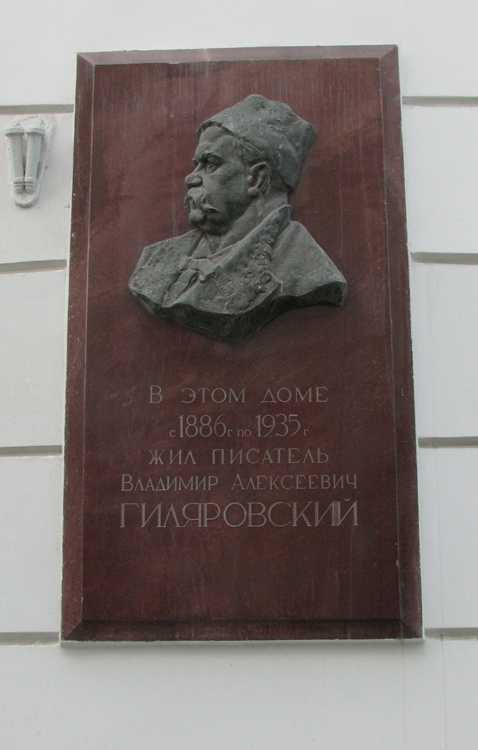 В ЭТОМ ДОМЕ
с 1886 г по 1935 г
ЖИЛ ПИСАТЕЛЬ
ВЛАДИМИР АЛЕКСЕЕВИЧ
ГИЛЯРОВСКИЙ